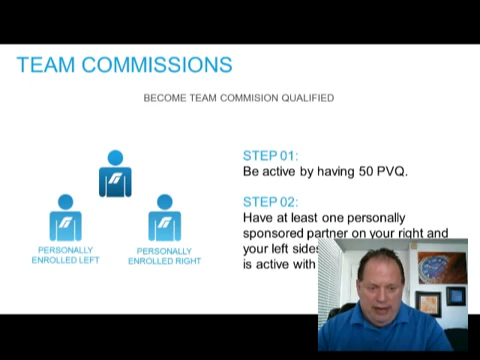 TEAM COMMISSIONS
BECOME TEAM COMMISION QUALIFIED
STEP 01:
Be active by having 50 PVQ.
STEP 02:
Have at least one personally
sponsored partner on your right and
your left sides
is active with
PERSONALLY
ENROLLED LEFT
PERSONALLY
ENROLLED RIGHT